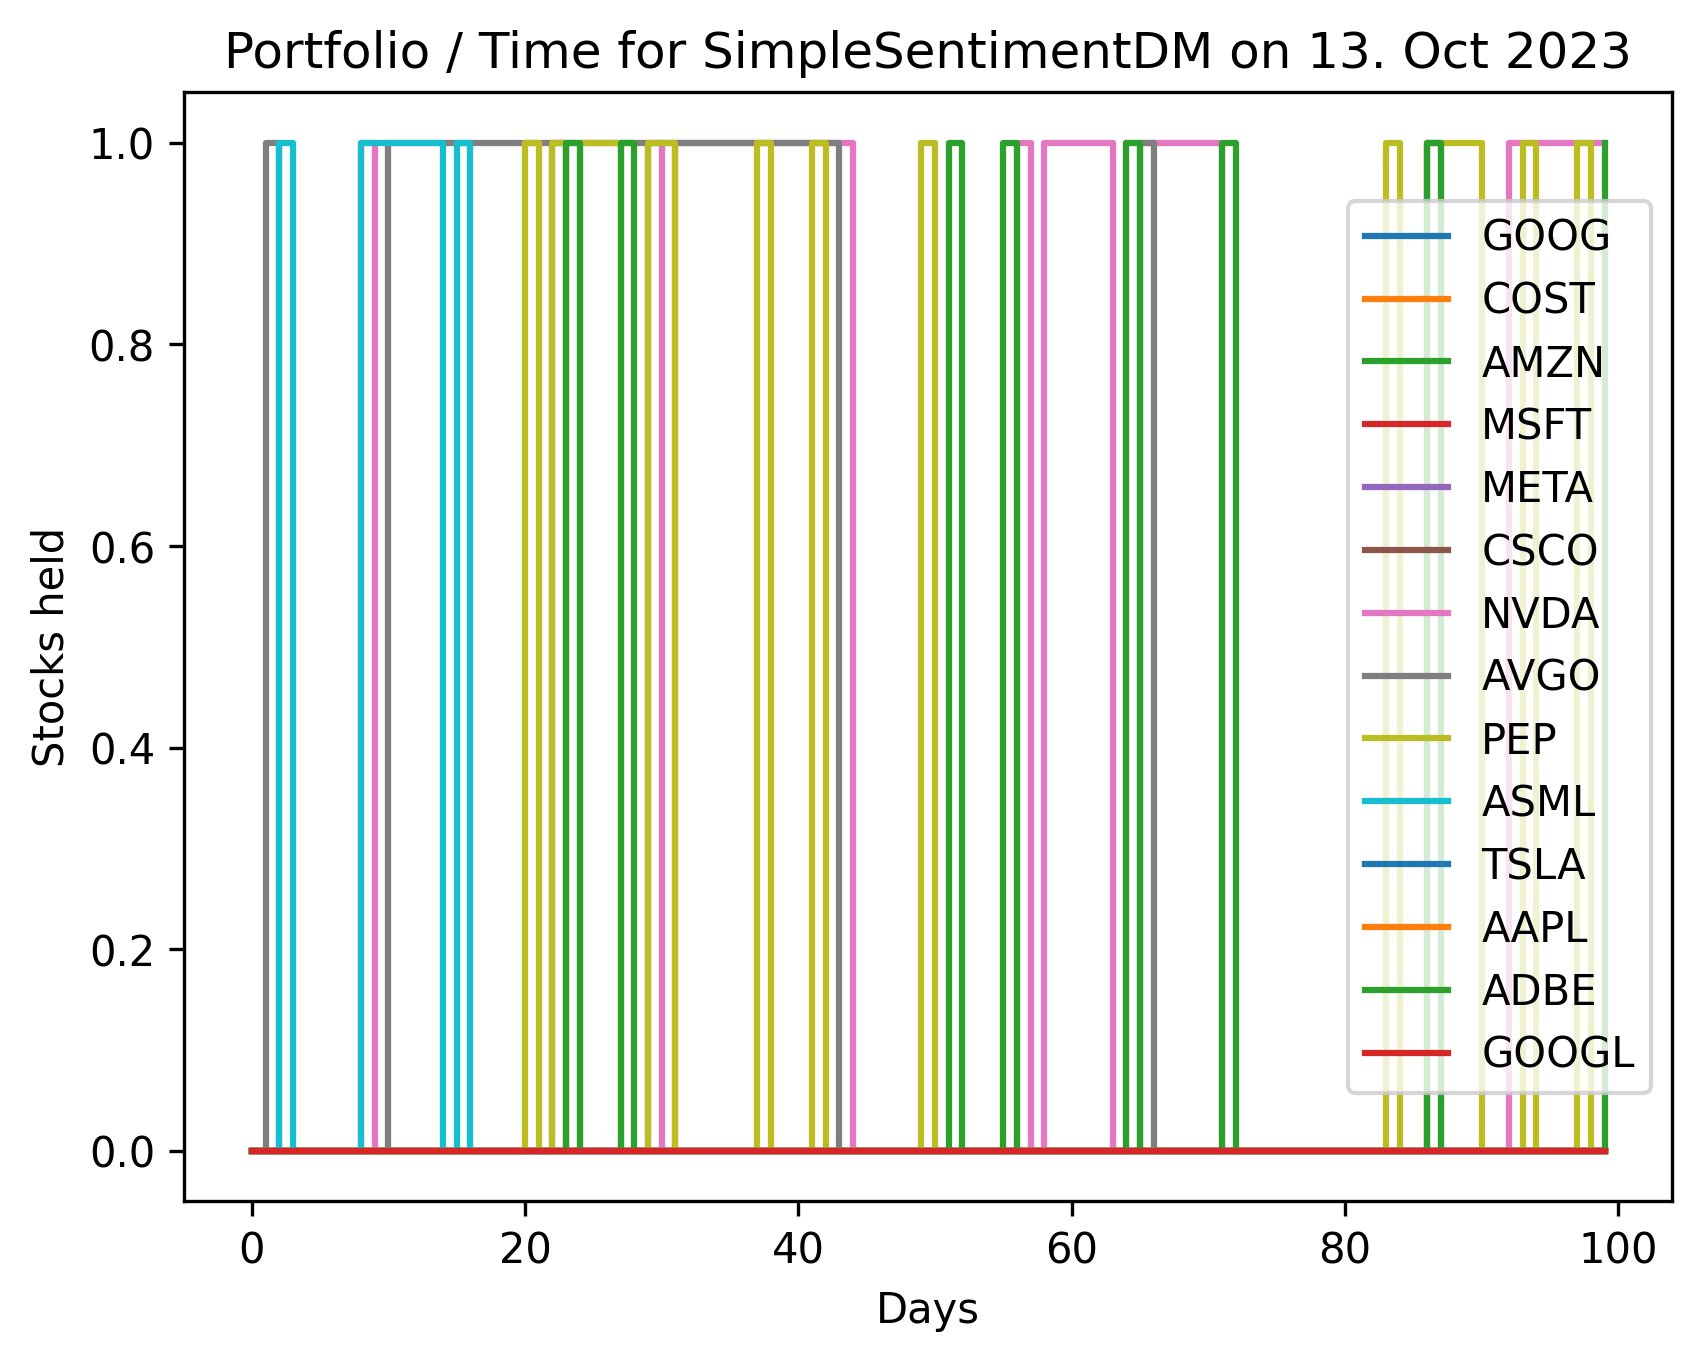 Portfolio / Time for SimpleSentimentDM on 13. Oct 2023
1.0
0.8
0.6
0.4
0.2
0.0
Stocks held
GOOG
COST
AMZN
MSFT
META
CSCO
NVDA
AVGO
PEP
ASML
TSLA
AAPL
ADBE
GOOGL
0 20 40 60 80 100
Days